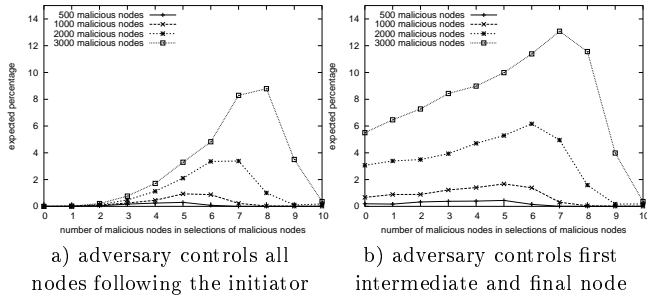 14
12
10
8
6
4
2
0
expected percentage
500 malicious nodes
1000 malicious nodes
2000 malicious nodes
3000 malicious nodes
0 1 2 3 4 5 6 7 8 9 10
number of malicious nodes in selections of malicious nodes
a) adversary controls all
nodes following the initiator
14
12
10
8
6
4
2
0
expected percentage
500 malicious nodes
1000 malicious nodes
2000 malicious nodes
3000 malicious nodes
0 1 2 3 4 5 6 7 8 9 10
number of malicious nodes in selections of malicious nodes
b) adversary controls first
intermediate and final node